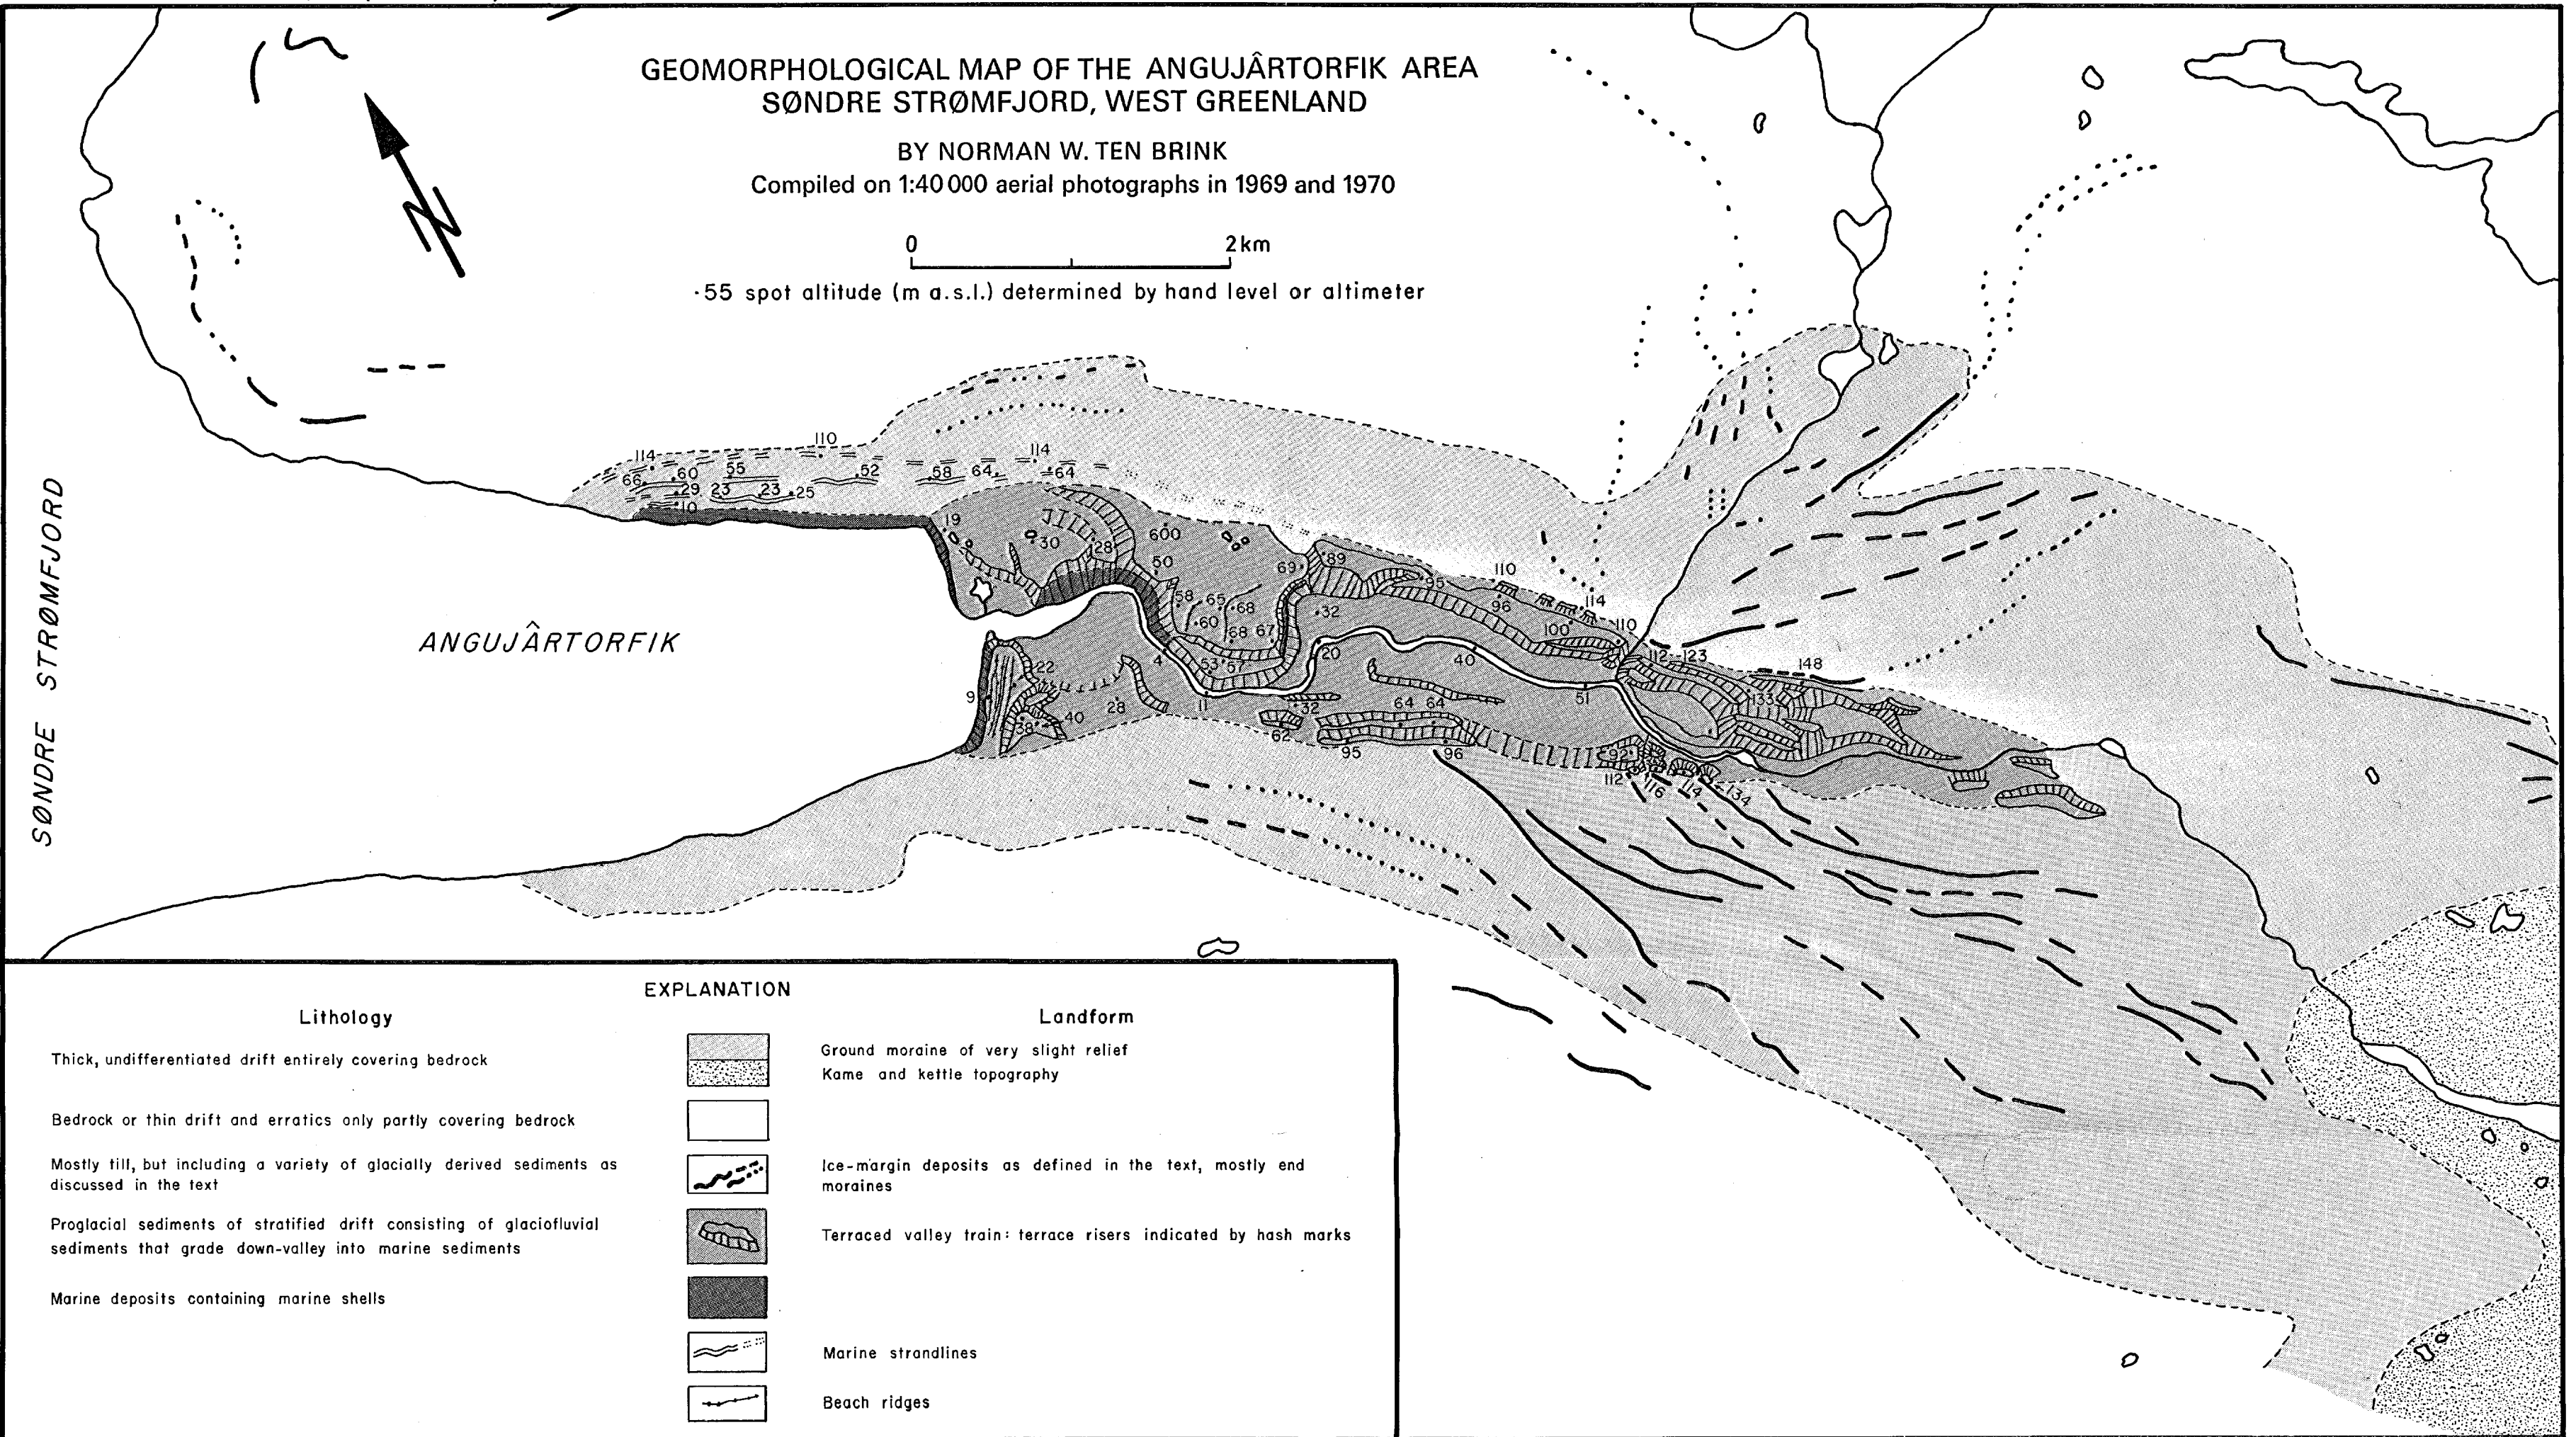 GEOMORPHOLOGICAL MAP OF THE ANGUJÂRTORFIK AREA
SØNDRE STRØMFJORD, WEST GREENLAND
BY NORMAN W. TEN BRINK
Compiled on 1:40 000 aerial photographs in 1969 and 1970
0 2 km
·55 spot altitude (m a.s.l.) determined by hand level or altimeter
N
SØNDRE STRØMFJORD
ANGUJÂRTORFIK
114
110
66
60
55
52
58
64
114
64
29
23
23
25
10
19
30
28
600
50
58
65
68
60
68
67
69
89
32
95
110
96
114
100
110
112
123
148
133
4
53
57
20
40
51
11
9
22
38
40
28
32
62
64
64
95
96
92
112
116
114
134
EXPLANATION
Lithology
Landform
Thick, undifferentiated drift entirely covering bedrock
Ground moraine of very slight relief
Kame and kettle topography
Bedrock or thin drift and erratics only partly covering bedrock
Mostly till, but including a variety of glacially derived sediments as
discussed in the text
Ice-margin deposits as defined in the text, mostly end
moraines
Proglacial sediments of stratified drift consisting of glaciofluvial
sediments that grade down-valley into marine sediments
Terraced valley train: terrace risers indicated by hash marks
Marine deposits containing marine shells
Marine strandlines
Beach ridges